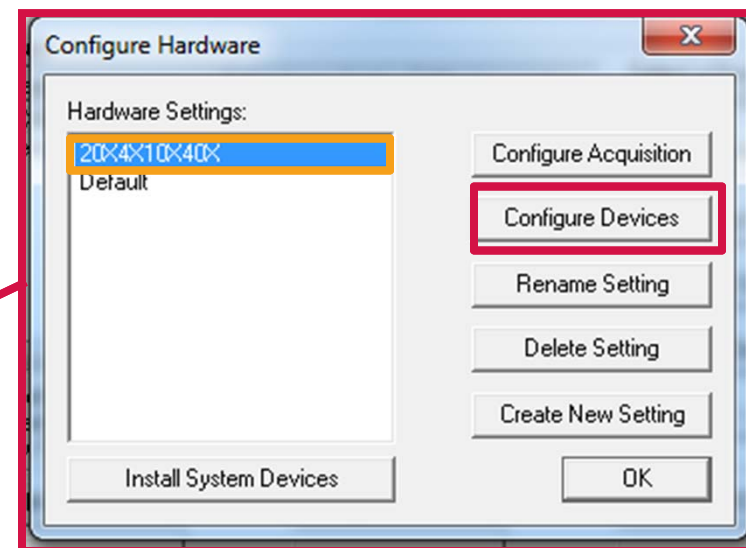 Configure Hardware
Hardware Settings:
20X4X10X40X
Default
Configure Acquisition
Configure Devices
Rename Setting
Delete Setting
Create New Setting
Install System Devices
OK